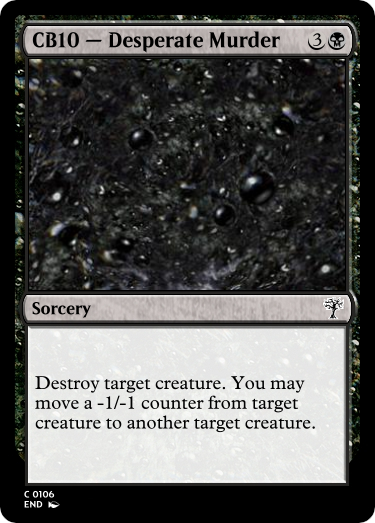 CB10 — Desperate Murder 3
Sorcery
Destroy target creature. You may
move a -1/-1 counter from target
creature to another target creature.
C 0106
END